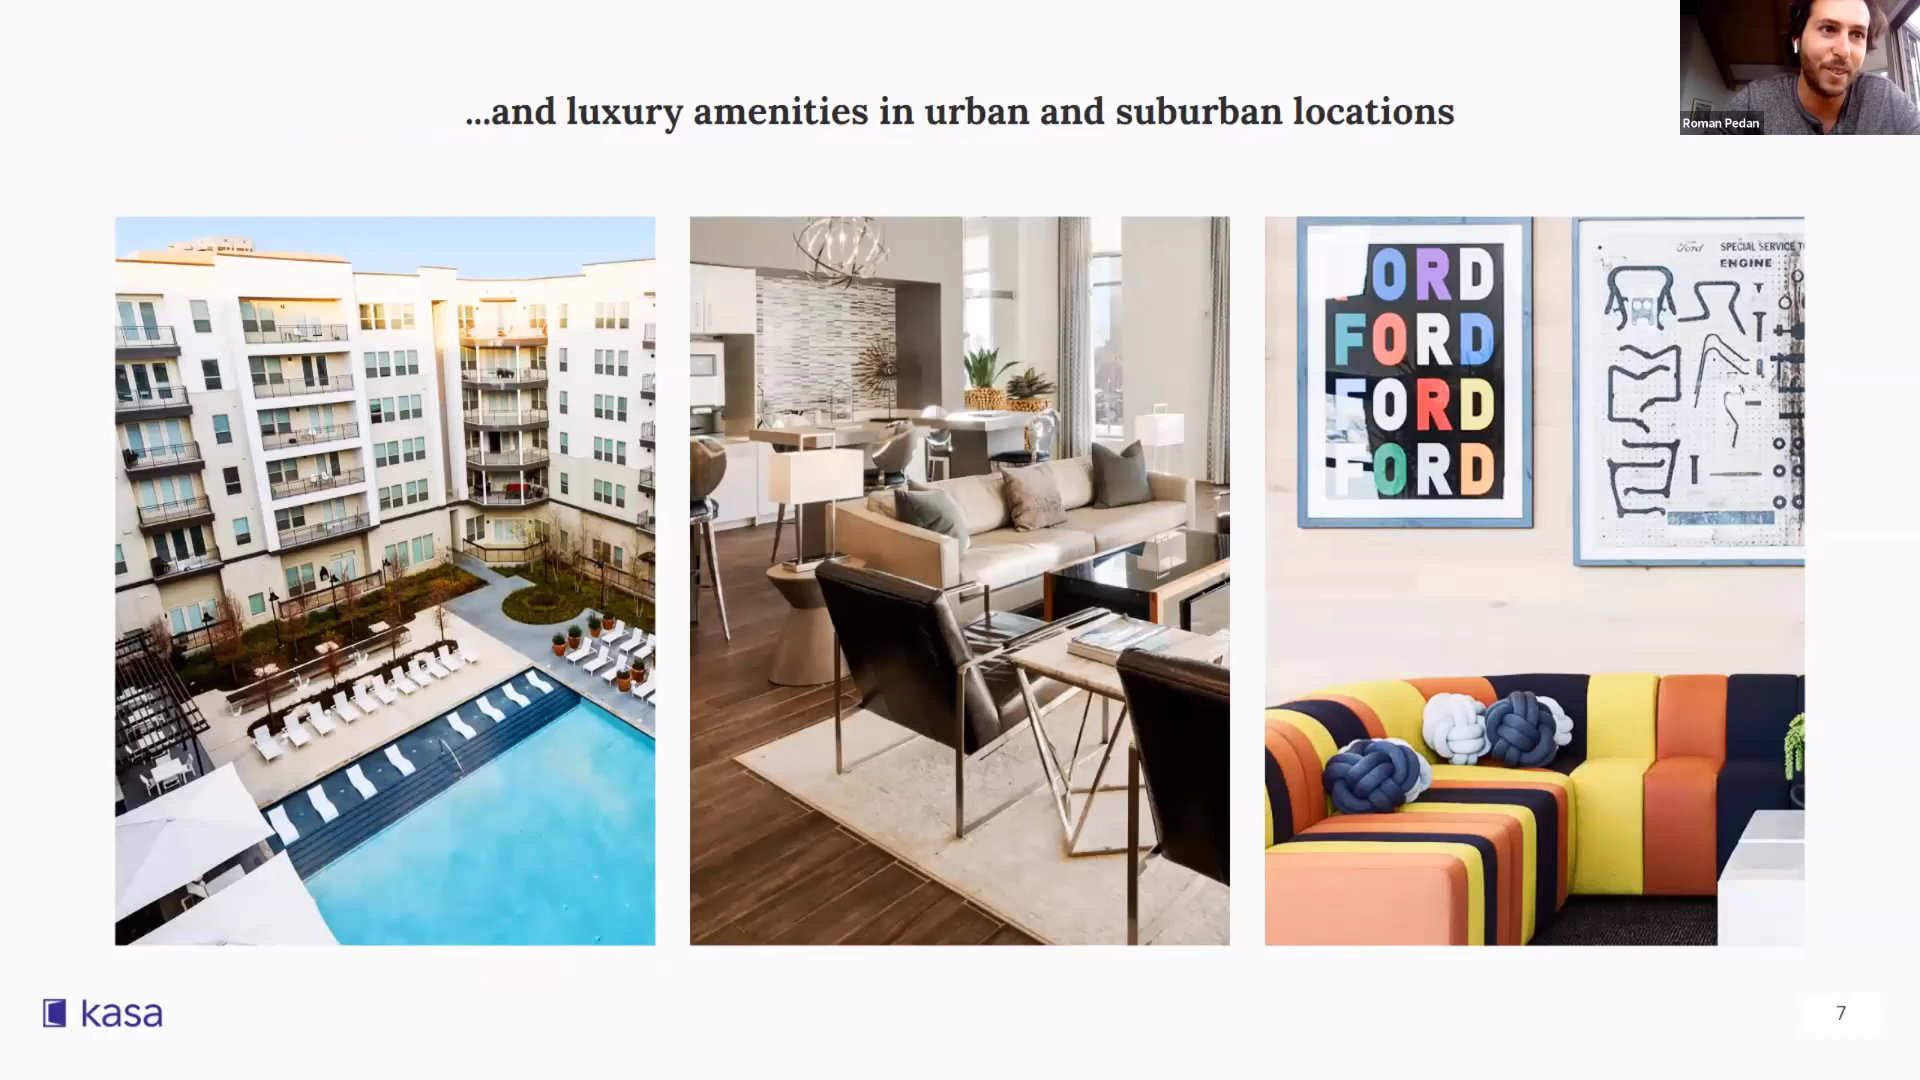 ...and luxury amenities in urban and suburban locations
Roman Pedan
ORD
FORD
FORD
FORD
Ford
SPECIAL SERVICE T
ENGINE
kasa
7